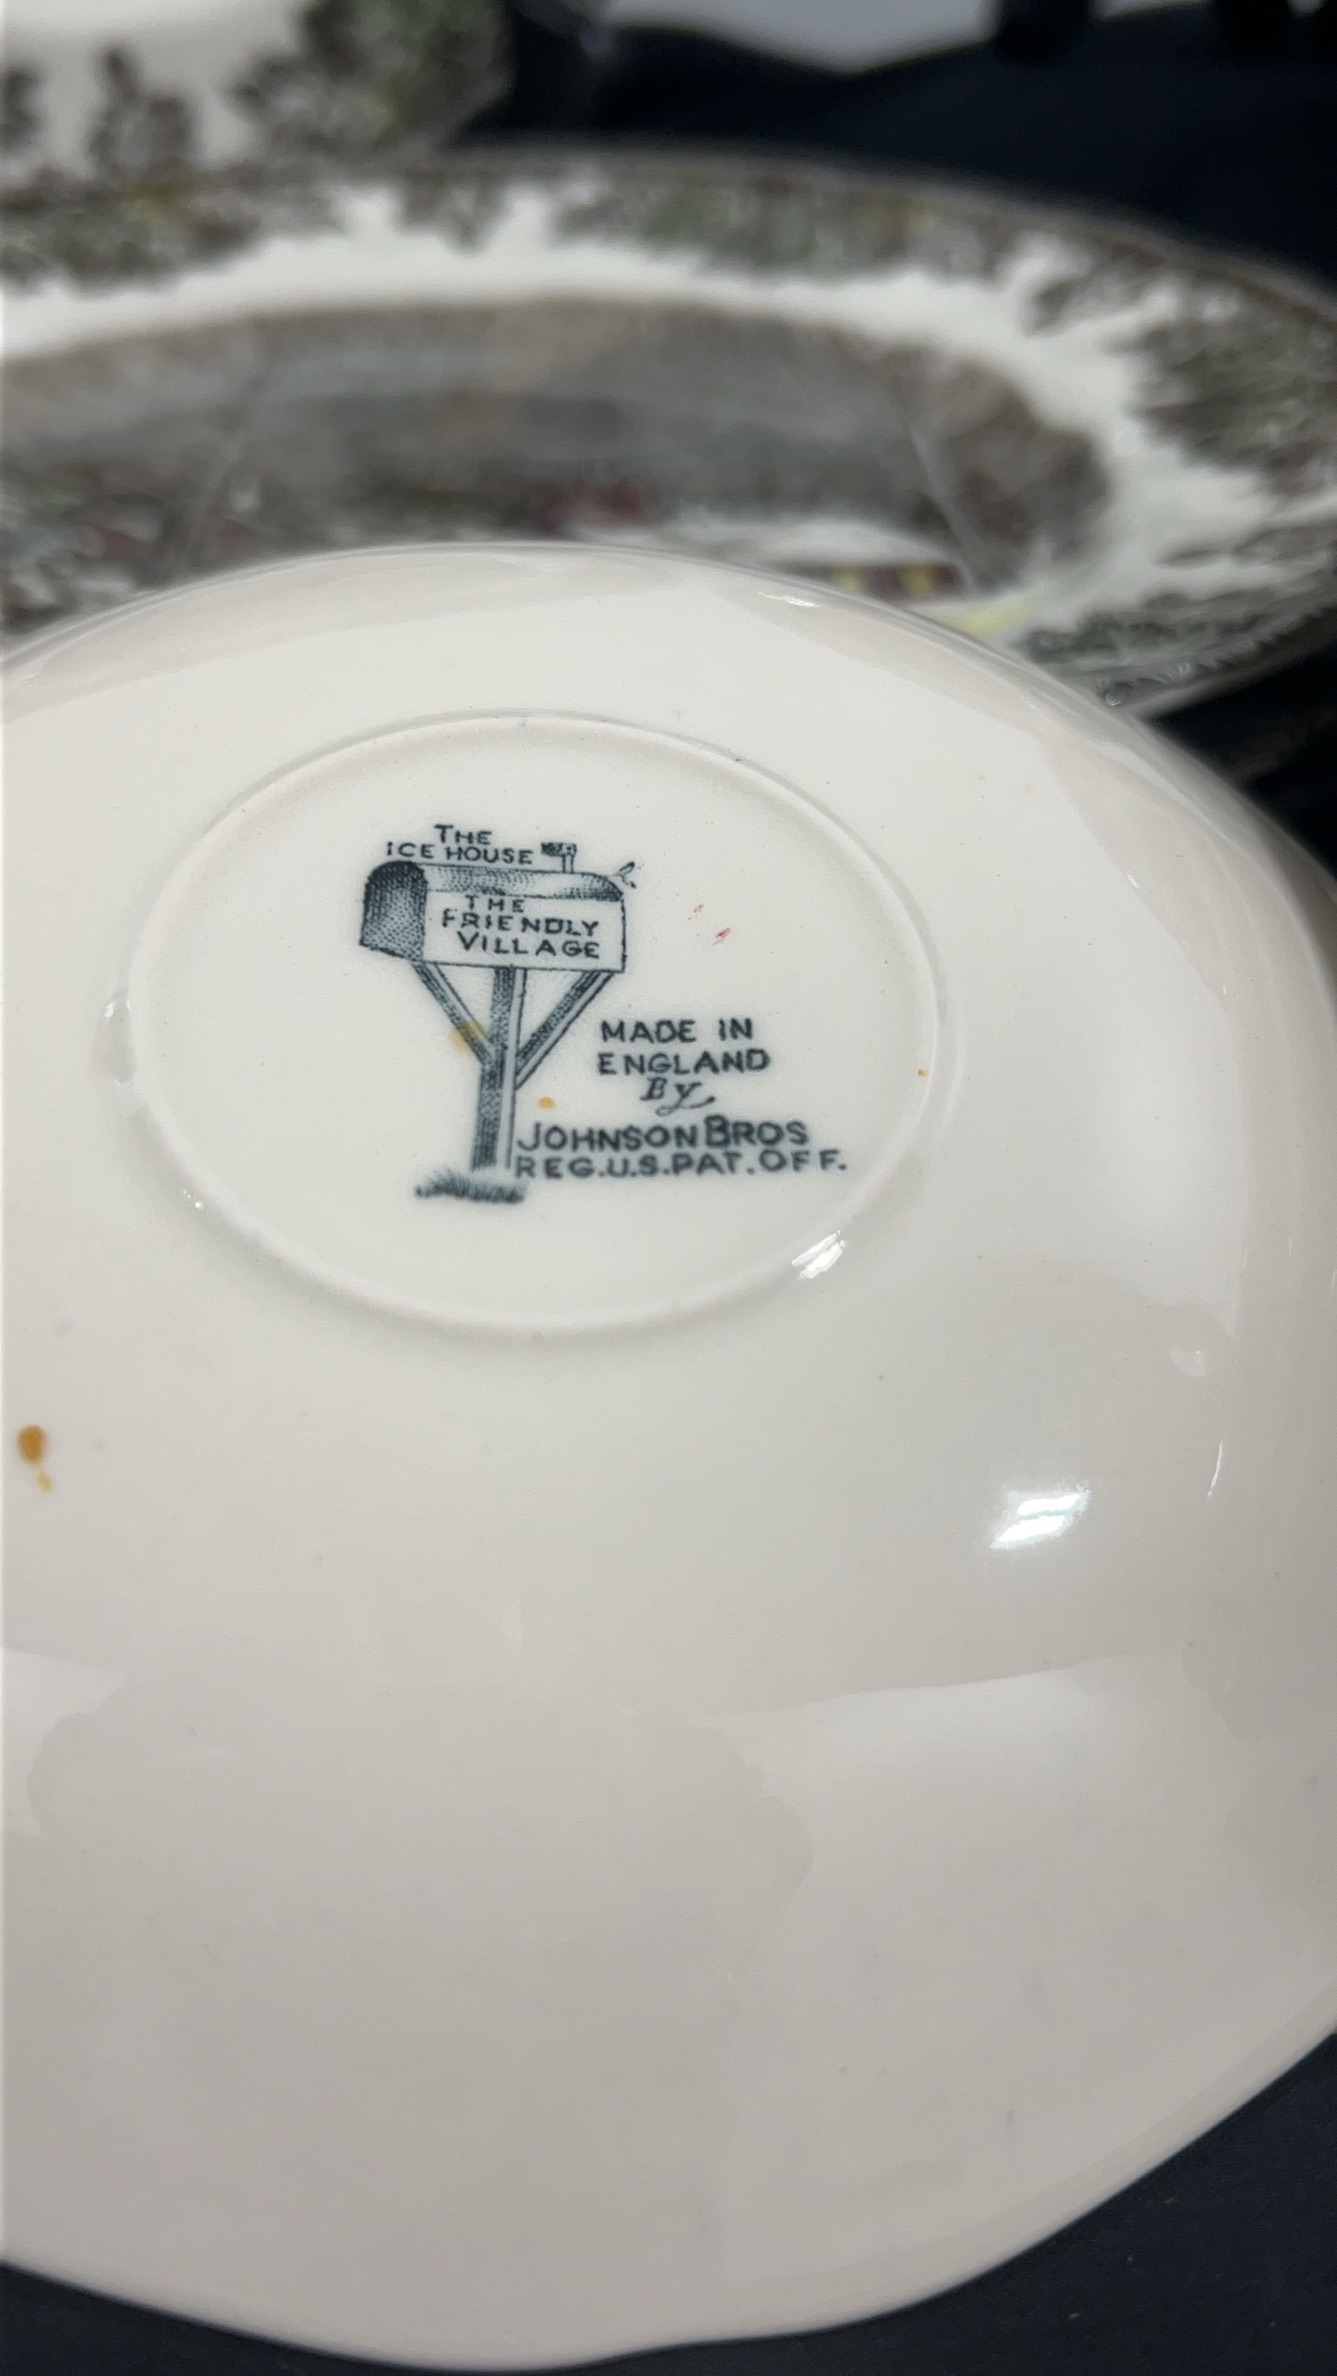 THE
ICE HOUSE
THE
FRIENDLY
VILLAGE
MADE IN
ENGLAND
By
JOHNSON BROS
REG.U.S.PAT.OFF.